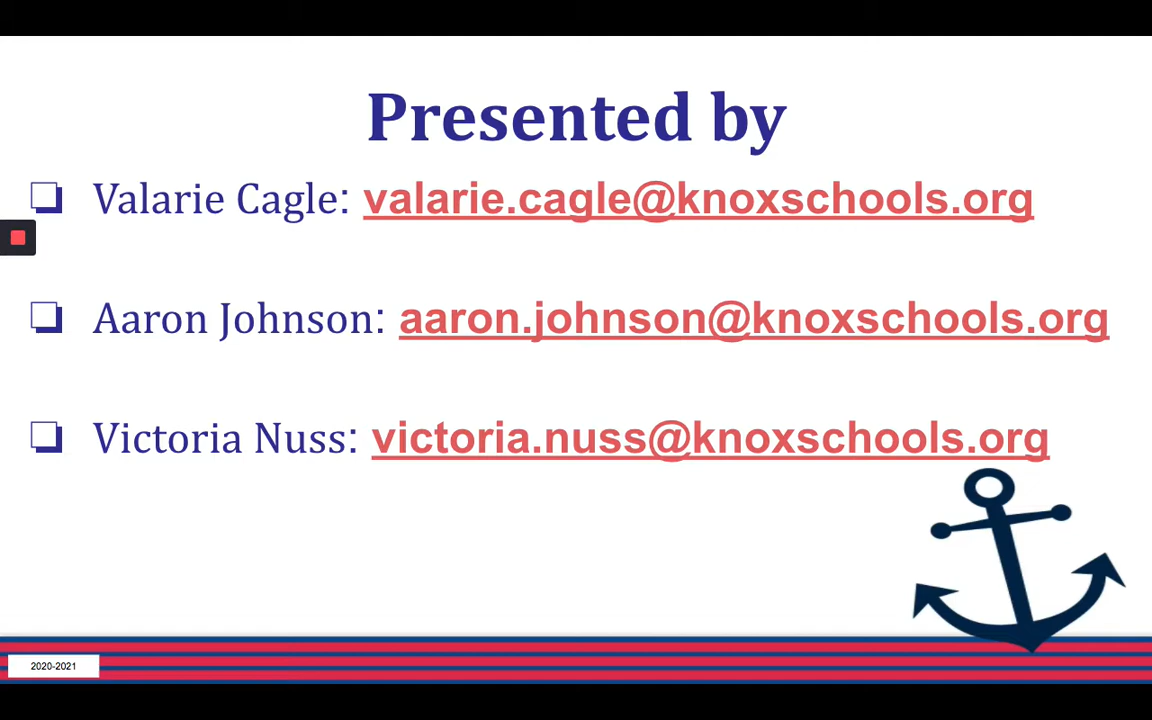 Presented by
❏ Valarie Cagle: valarie.cagle@knoxschools.org
❏ Aaron Johnson: aaron.johnson@knoxschools.org
❏ Victoria Nuss: victoria.nuss@knoxschools.org
2020-2021